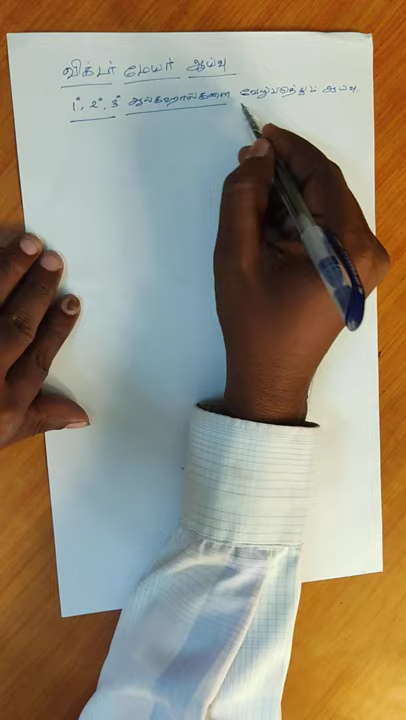 விக்டர் மேயர் ஆய்வு
1°, 2°, 3° ஆல்கஹால்களை வேறுபடுத்தும் ஆய்வு.